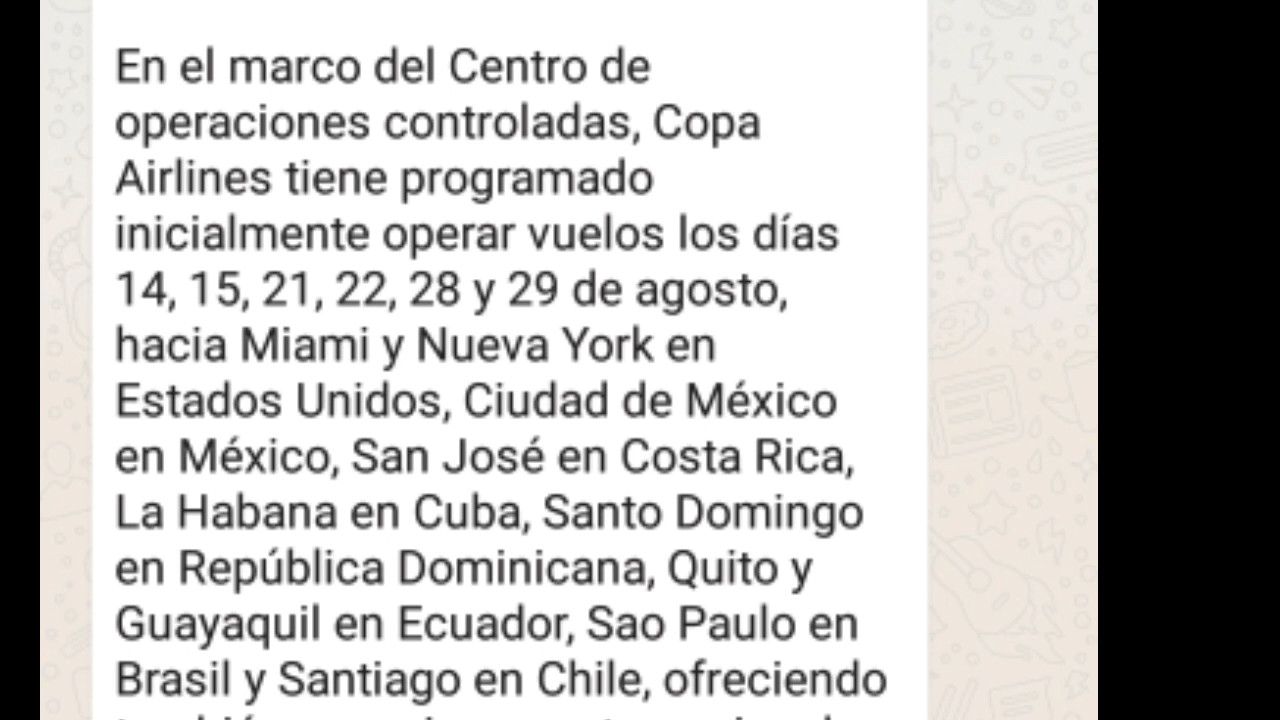 En el marco del Centro de
operaciones controladas, Copa
Airlines tiene programado
inicialmente operar vuelos los días
14, 15, 21, 22, 28 y 29 de agosto,
hacia Miami y Nueva York en
Estados Unidos, Ciudad de México
en México, San José en Costa Rica,
La Habana en Cuba, Santo Domingo
en República Dominicana, Quito y
Guayaquil en Ecuador, Sao Paulo en
Brasil y Santiago en Chile, ofreciendo